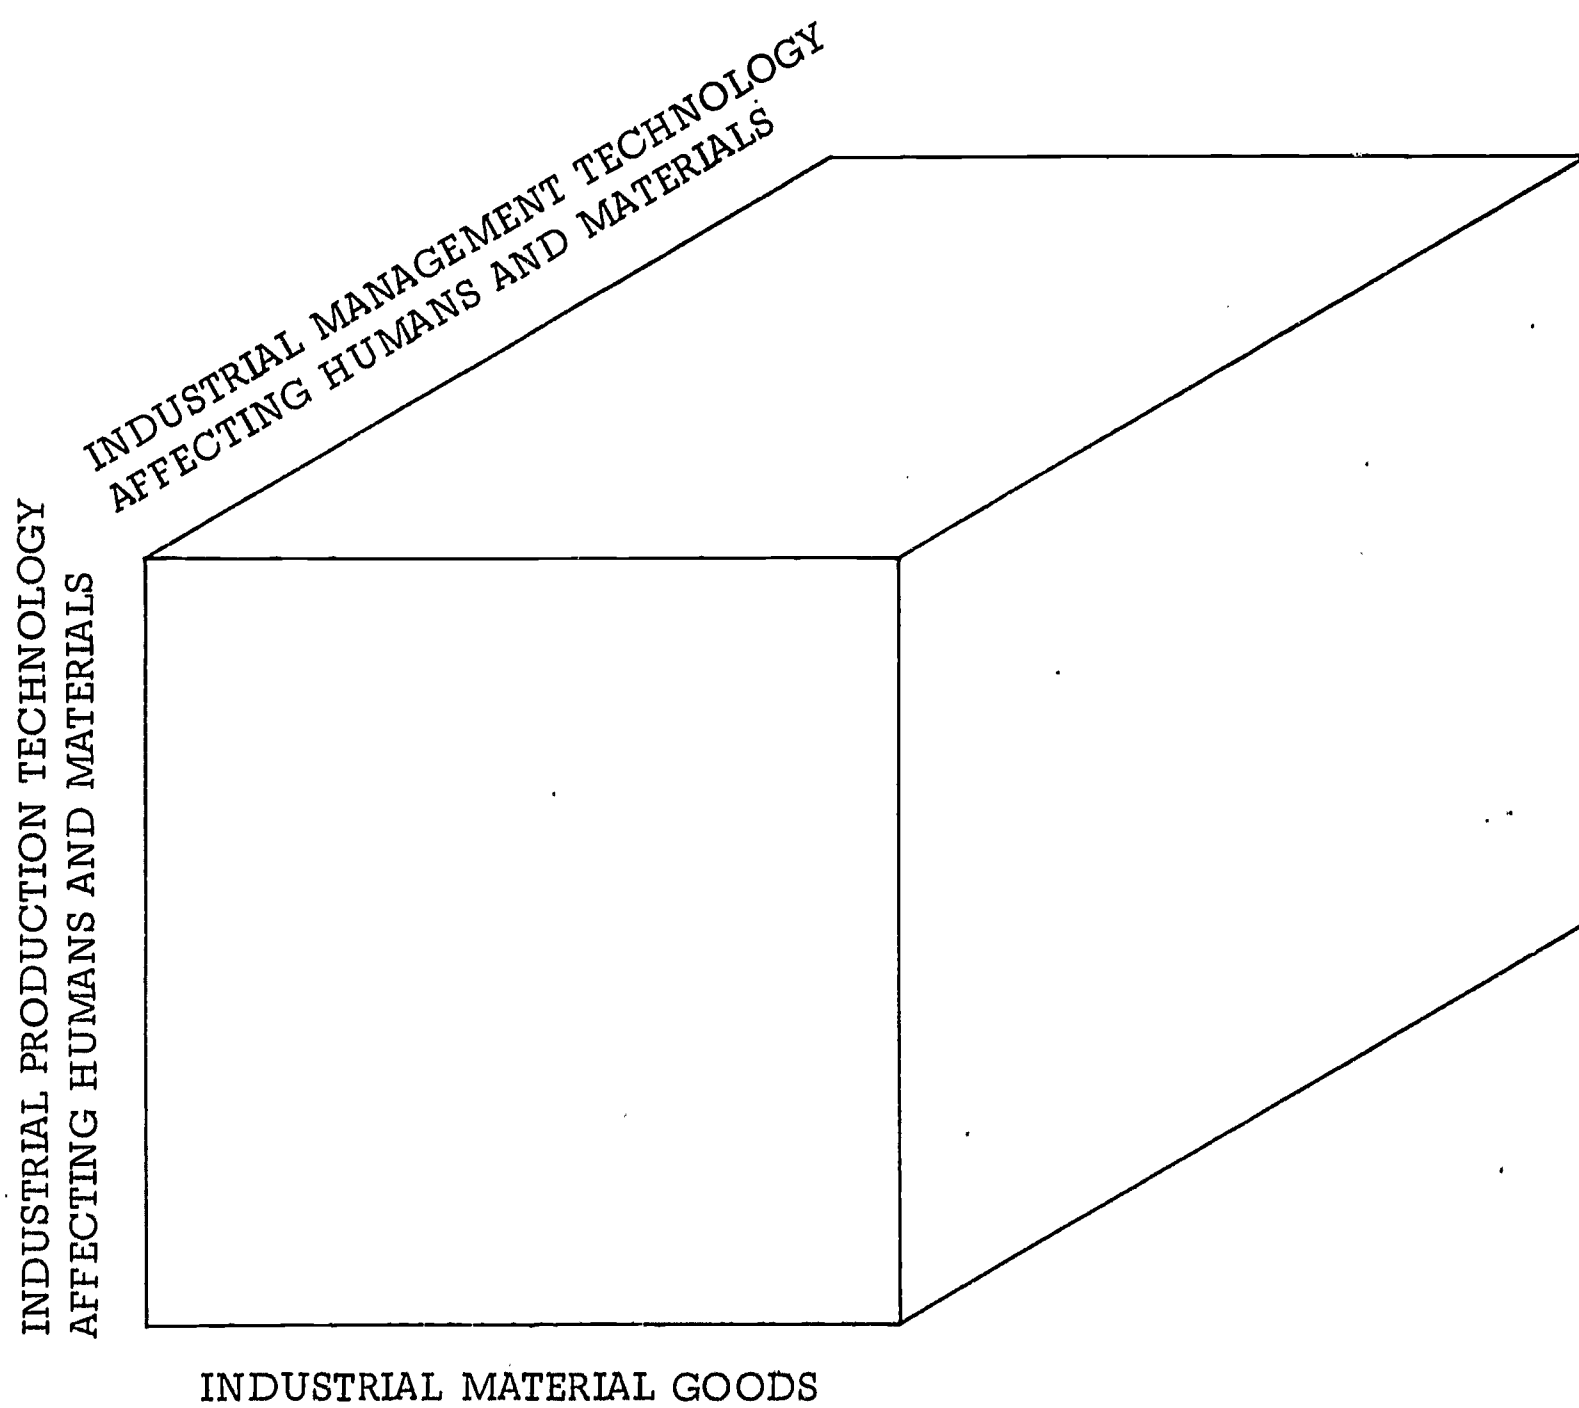 INDUSTRIAL MANAGEMENT TECHNOLOGY
AFFECTING HUMANS AND MATERIALS
INDUSTRIAL PRODUCTION TECHNOLOGY
AFFECTING HUMANS AND MATERIALS
INDUSTRIAL MATERIAL GOODS